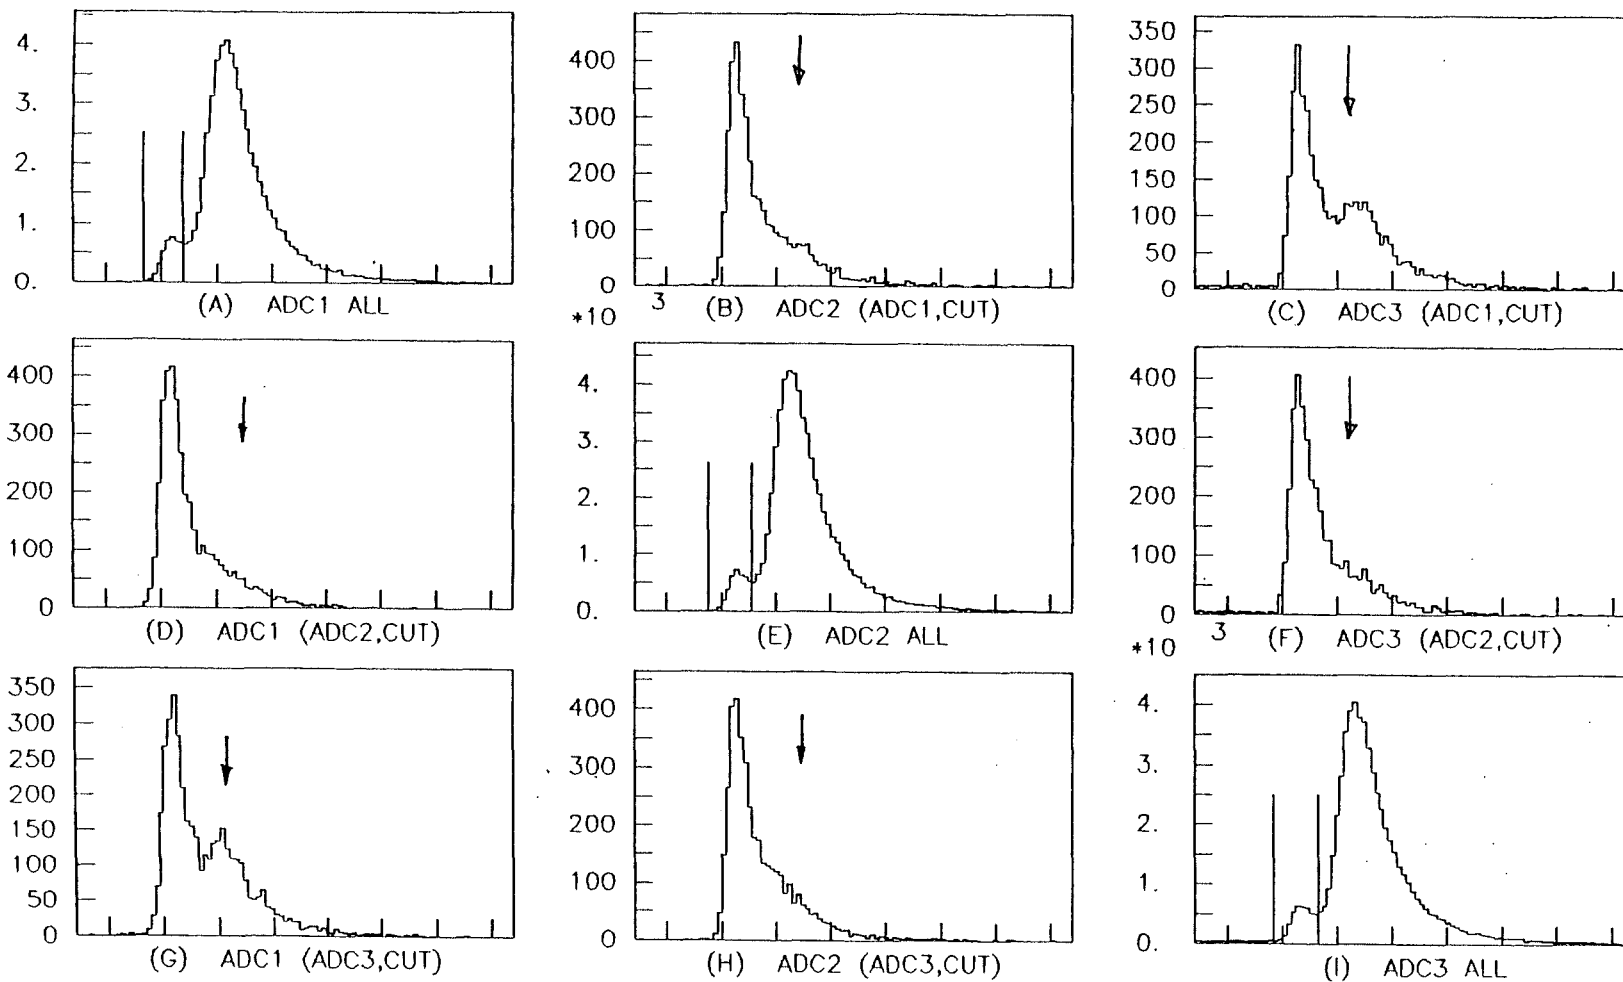 4. 3. 2. 1. 0.
(A) ADC1 ALL
400 300 200 100 0
(B) ADC2 (ADC1,CUT)
350 300 250 200 150 100 50 0
(C) ADC3 (ADC1,CUT)
400 300 200 100 0
(D) ADC1 (ADC2,CUT)
*10 3
4. 3. 2. 1. 0.
(E) ADC2 ALL
400 300 200 100 0
(F) ADC3 (ADC2,CUT)
350 300 250 200 150 100 50 0
(G) ADC1 (ADC3,CUT)
400 300 200 100 0
(H) ADC2 (ADC3,CUT)
*10 3
4. 3. 2. 1. 0.
(I) ADC3 ALL